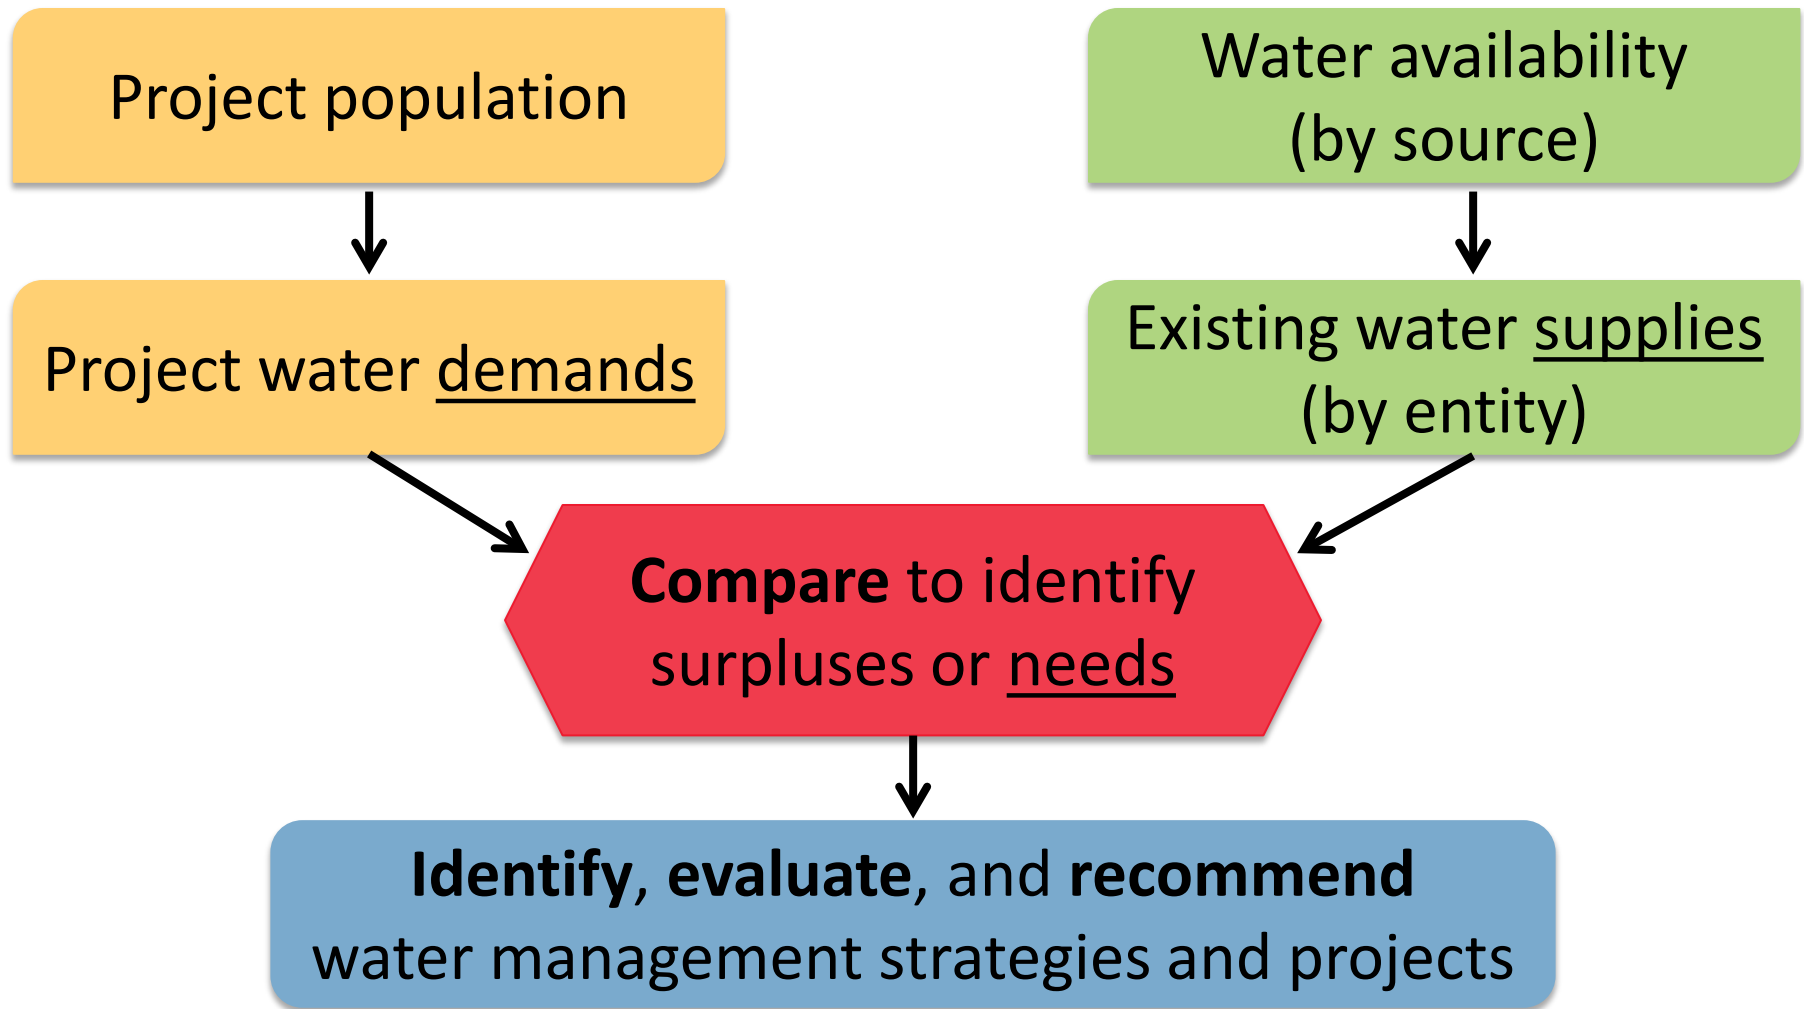 Project population
Water availability
(by source)
Project water demands
Existing water supplies
(by entity)
Compare to identify
surpluses or needs
Identify, evaluate, and recommend
water management strategies and projects